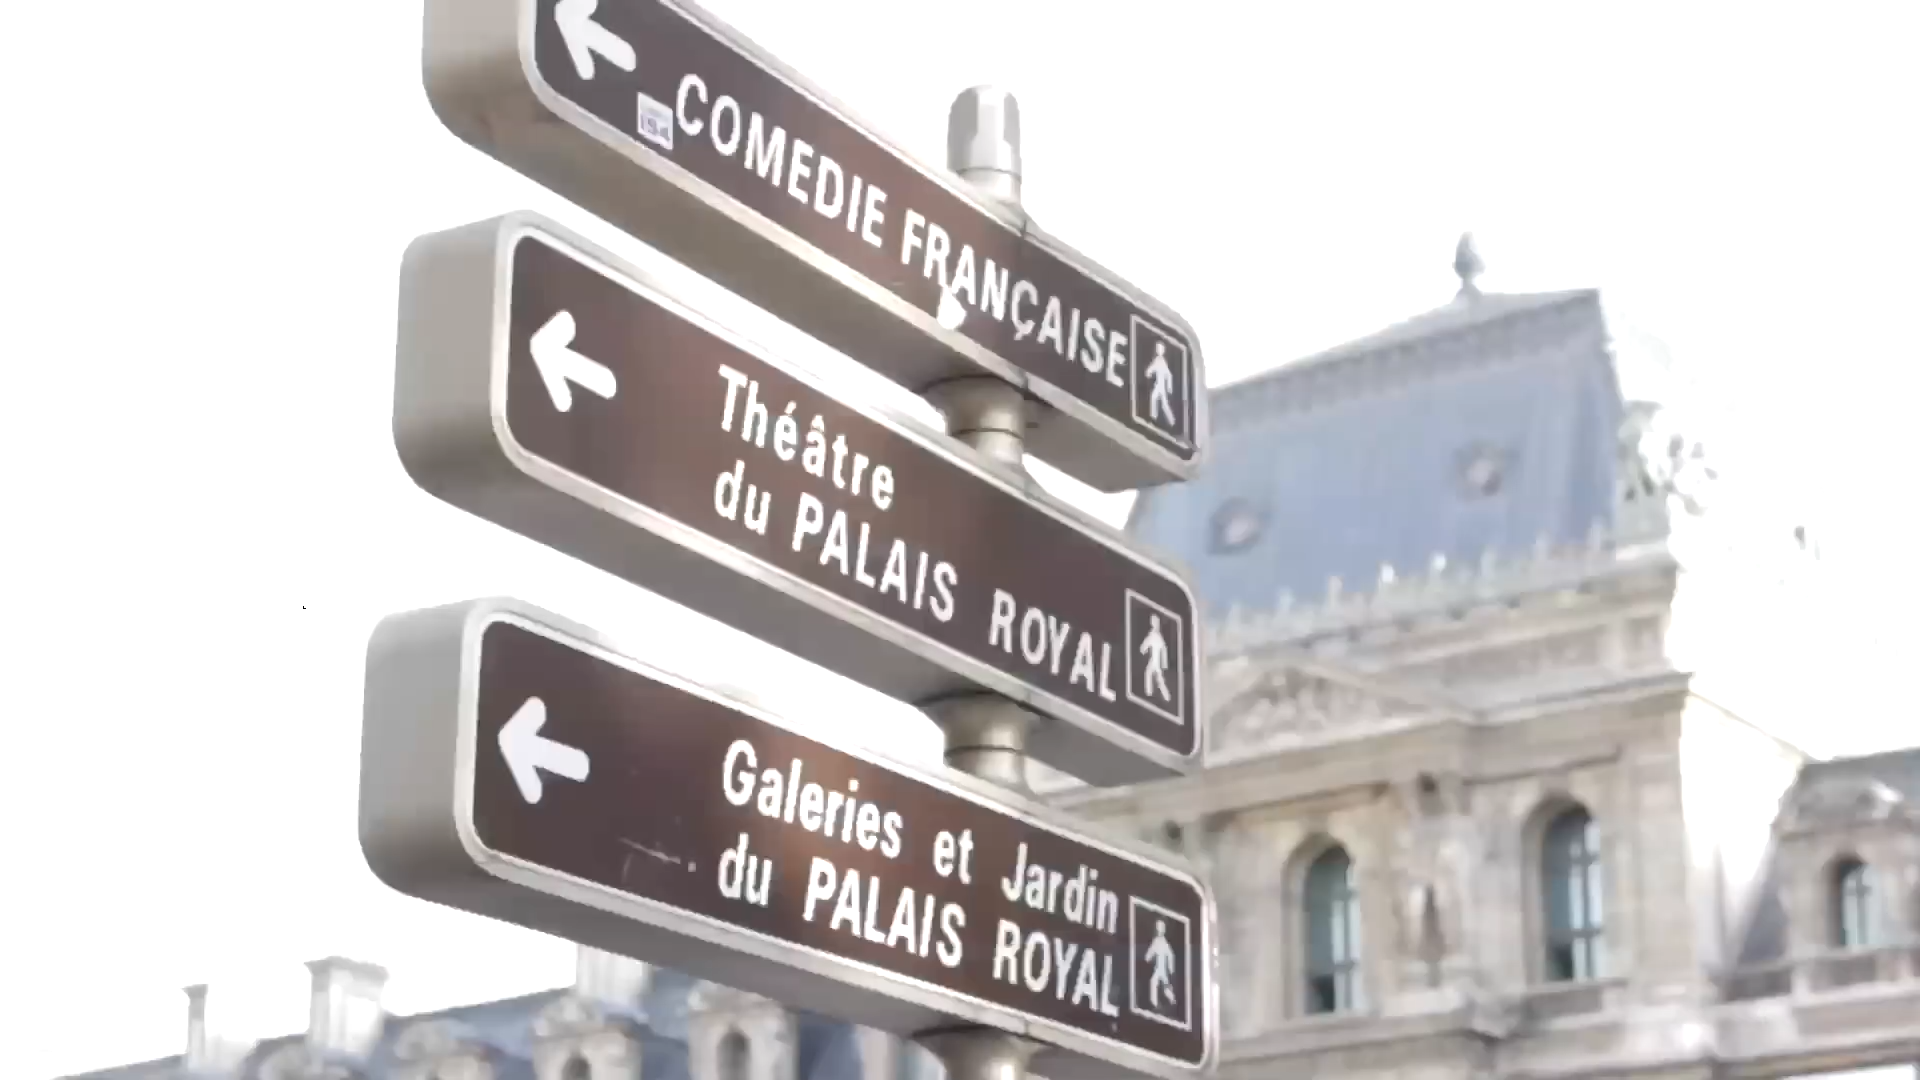 COMEDIE FRANÇAISE
Théâtre
du PALAIS ROYAL
Galeries et Jardin
du PALAIS ROYAL